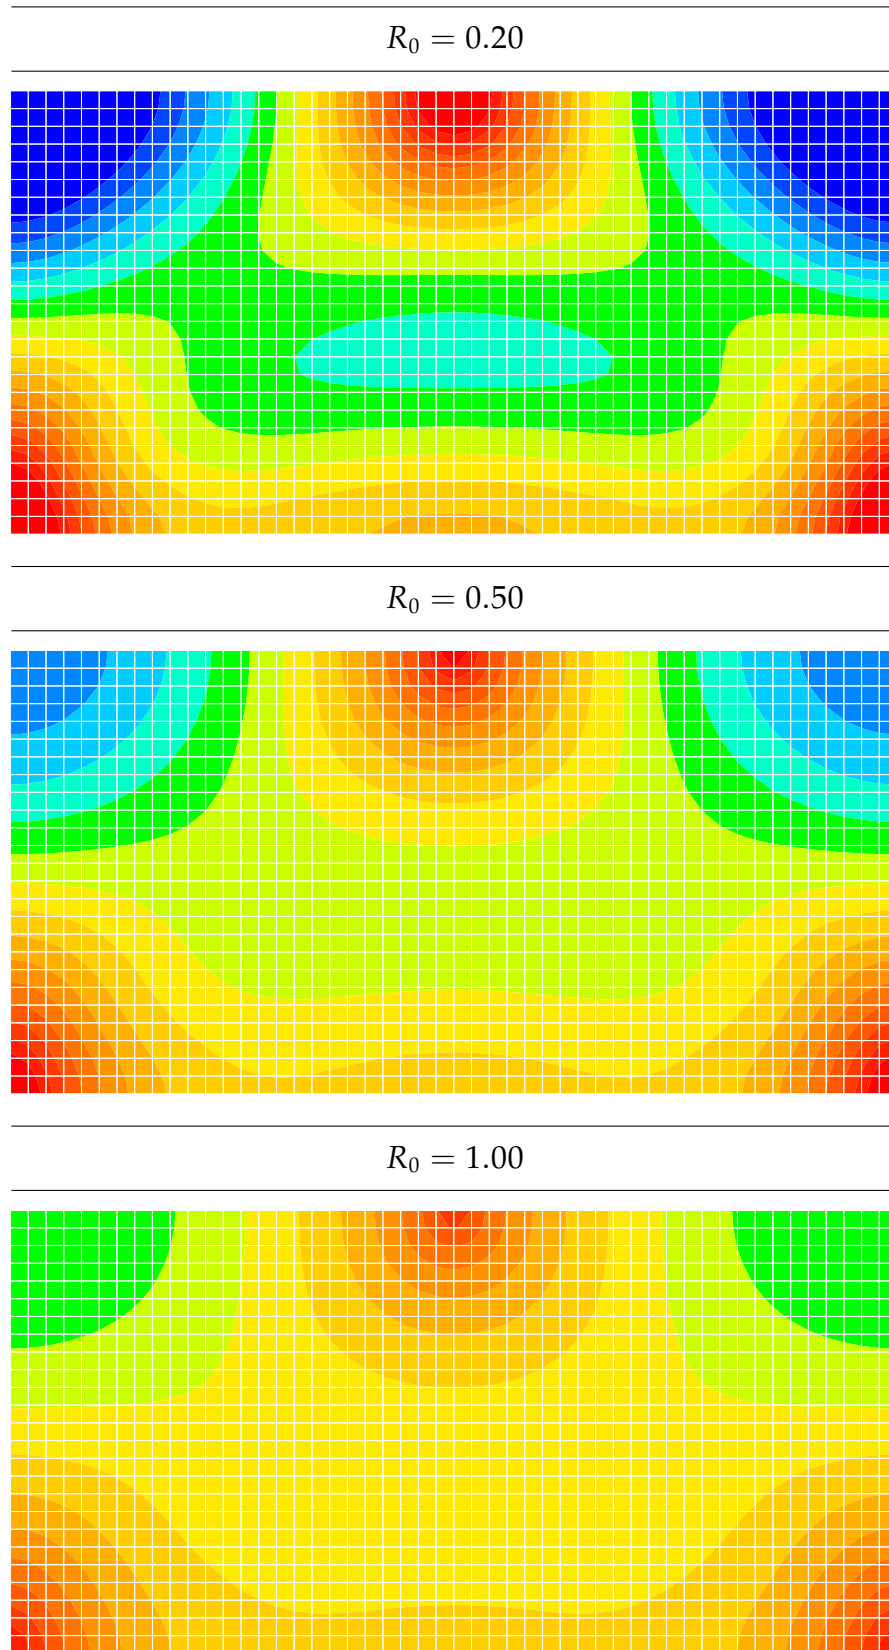 R₀ = 0.20
R₀ = 0.50
R₀ = 1.00